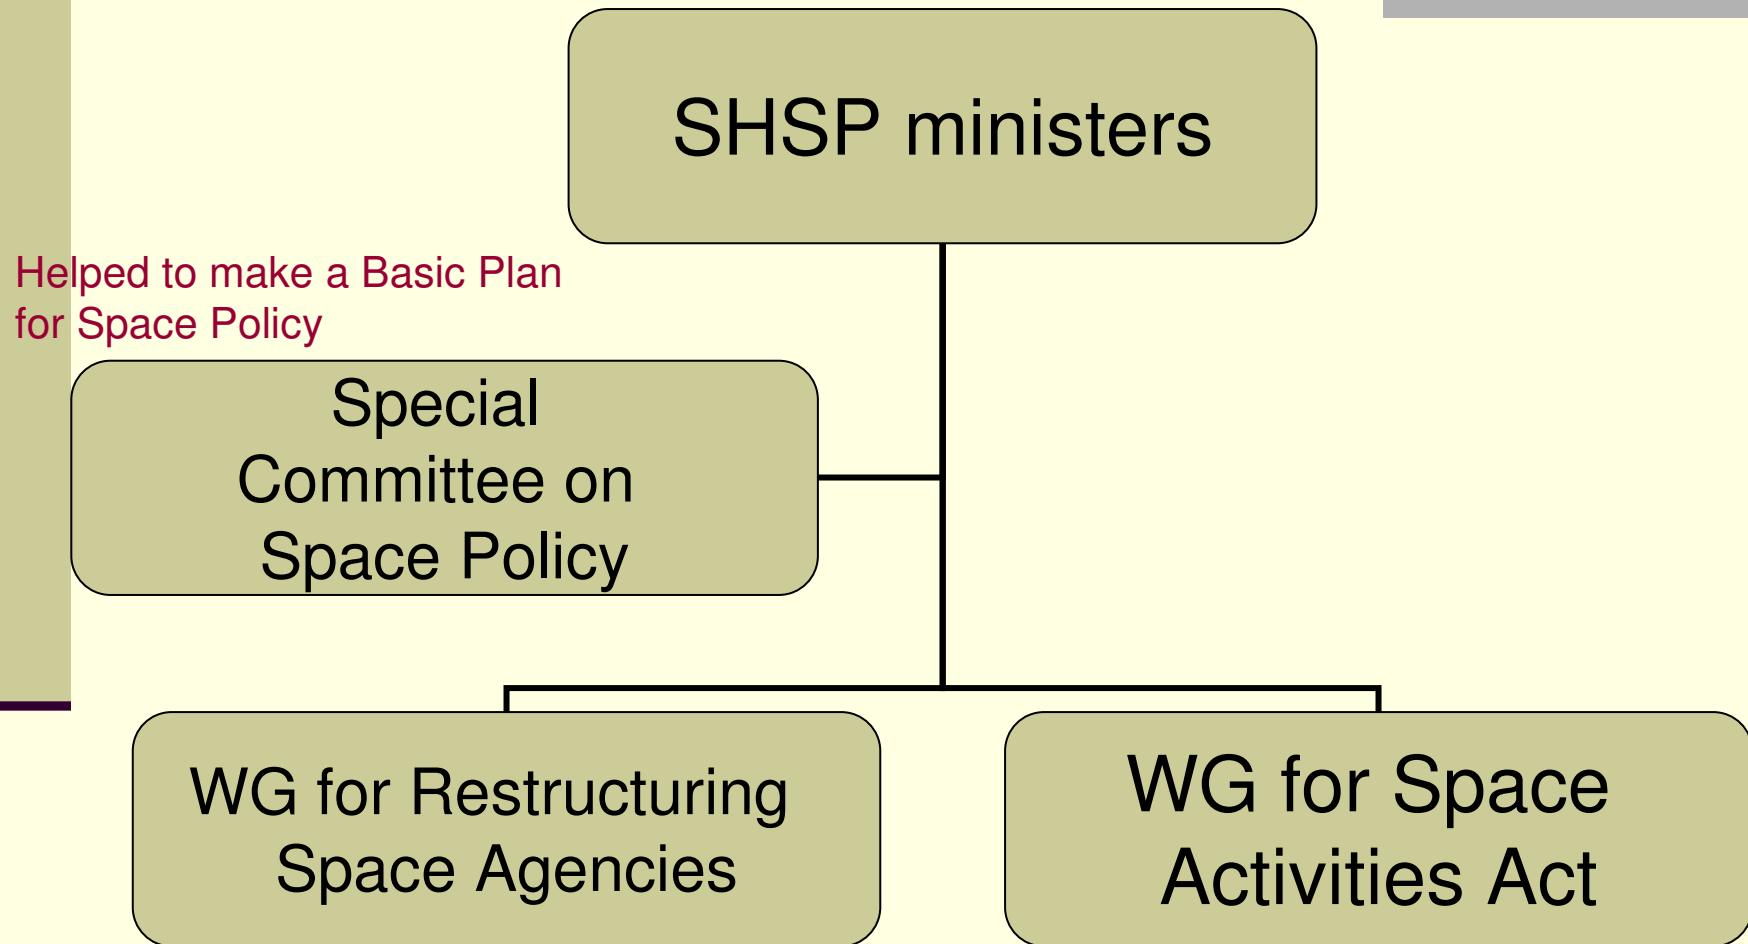 SHSP ministers
Helped to make a Basic Plan
for Space Policy
Special
Committee on
Space Policy
WG for Restructuring
Space Agencies
WG for Space
Activities Act